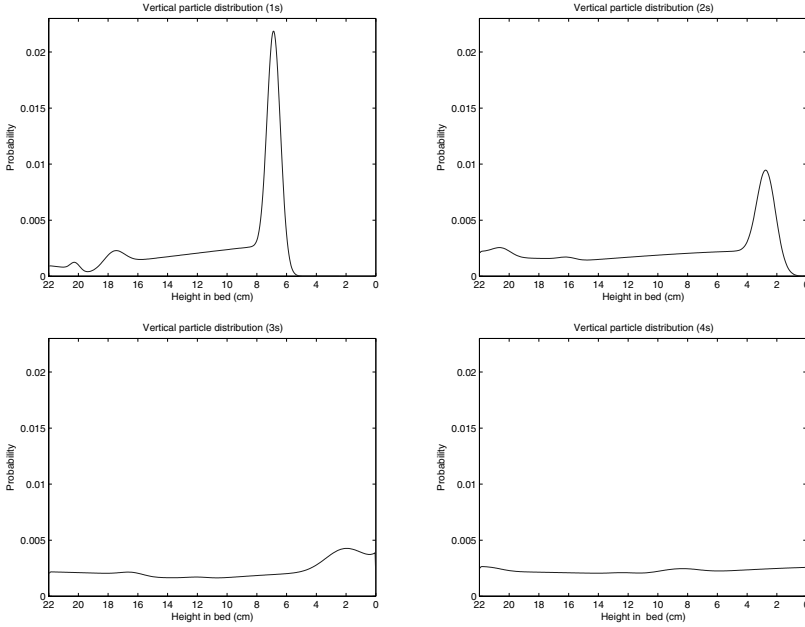 Vertical particle distribution (1s)
0.02
0.015
0.01
0.005
0
Probability
22 20 18 16 14 12 10 8 6 4 2 0
Height in bed (cm)
Vertical particle distribution (2s)
0.02
0.015
0.01
0.005
0
Probability
22 20 18 16 14 12 10 8 6 4 2 0
Height in bed (cm)
Vertical particle distribution (3s)
0.02
0.015
0.01
0.005
0
Probability
22 20 18 16 14 12 10 8 6 4 2 0
Height in bed (cm)
Vertical particle distribution (4s)
0.02
0.015
0.01
0.005
0
Probability
22 20 18 16 14 12 10 8 6 4 2 0
Height in bed (cm)